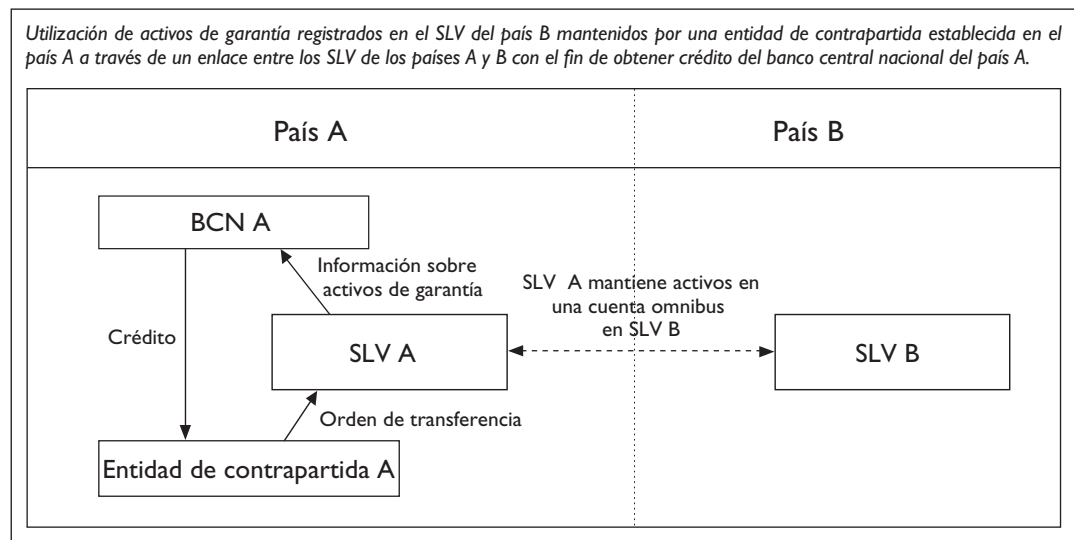 Utilización de activos de garantía registrados en el SLV del país B mantenidos por una entidad de contrapartida establecida en el
país A a través de un enlace entre los SLV de los países A y B con el fin de obtener crédito del banco central nacional del país A.
País A
País B
BCN A
Información sobre
activos de garantía
SLV A mantiene activos en
una cuenta omnibus
en SLV B
Crédito
SLV A
SLV B
Orden de transferencia
Entidad de contrapartida A